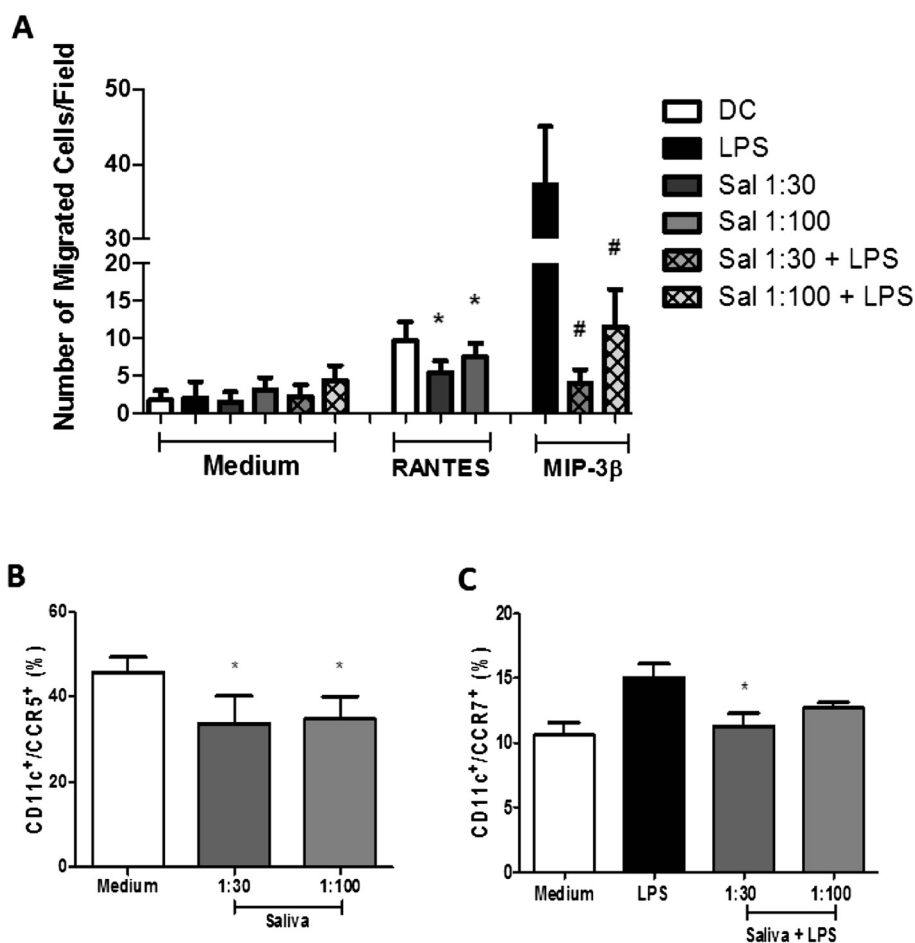 A
Number of Migrated Cells/Field
50
40
30
20
15
10
5
0
*
*
#
#
Medium
RANTES
MIP-3β
DC
LPS
Sal 1:30
Sal 1:100
Sal 1:30 + LPS
Sal 1:100 + LPS
B
CD11c+/CCR5+ (%)
60
40
20
0
*
*
Medium
1:30
1:100
Saliva
C
CD11c+/CCR7+ (%)
20
15
10
5
0
*
Medium
LPS
1:30
1:100
Saliva + LPS